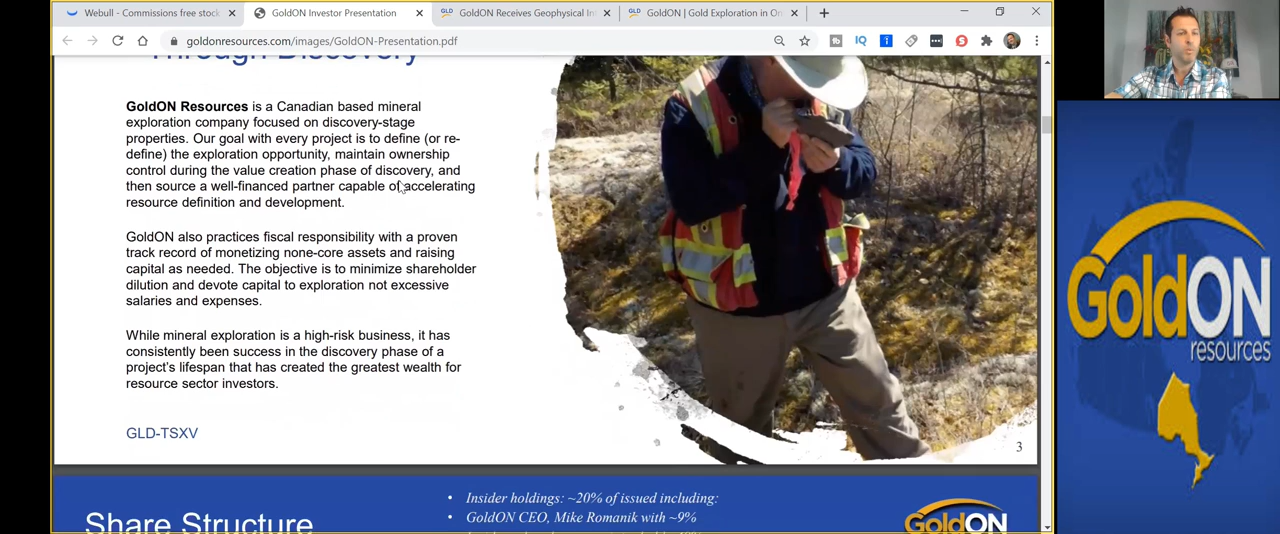 Webull - Commissions free stock
GoldON Investor Presentation
GoldON Receives Geophysical In
GoldON | Gold Exploration in On
goldonresources.com/images/GoldON-Presentation.pdf
Through Discovery
GoldON Resources is a Canadian based mineral
exploration company focused on discovery-stage
properties. Our goal with every project is to define (or re-
define) the exploration opportunity, maintain ownership
control during the value creation phase of discovery, and
then source a well-financed partner capable of accelerating
resource definition and development.
GoldON also practices fiscal responsibility with a proven
track record of monetizing none-core assets and raising
capital as needed. The objective is to minimize shareholder
dilution and devote capital to exploration not excessive
salaries and expenses.
While mineral exploration is a high-risk business, it has
consistently been success in the discovery phase of a
project's lifespan that has created the greatest wealth for
resource sector investors.
GLD-TSXV
3
Share Structure
• Insider holdings: ~20% of issued including:
• GoldON CEO, Mike Romanik with ~9%
GoldON
GoldON
resources